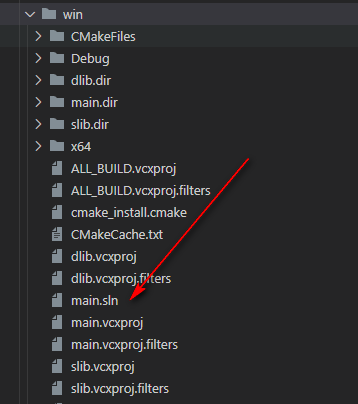 win
CMakeFiles
Debug
dlib.dir
main.dir
slib.dir
x64
ALL_BUILD.vcxproj
ALL_BUILD.vcxproj.filters
cmake_install.cmake
CMakeCache.txt
dlib.vcxproj
dlib.vcxproj.filters
main.sln
main.vcxproj
main.vcxproj.filters
slib.vcxproj
slib.vcxproj.filters